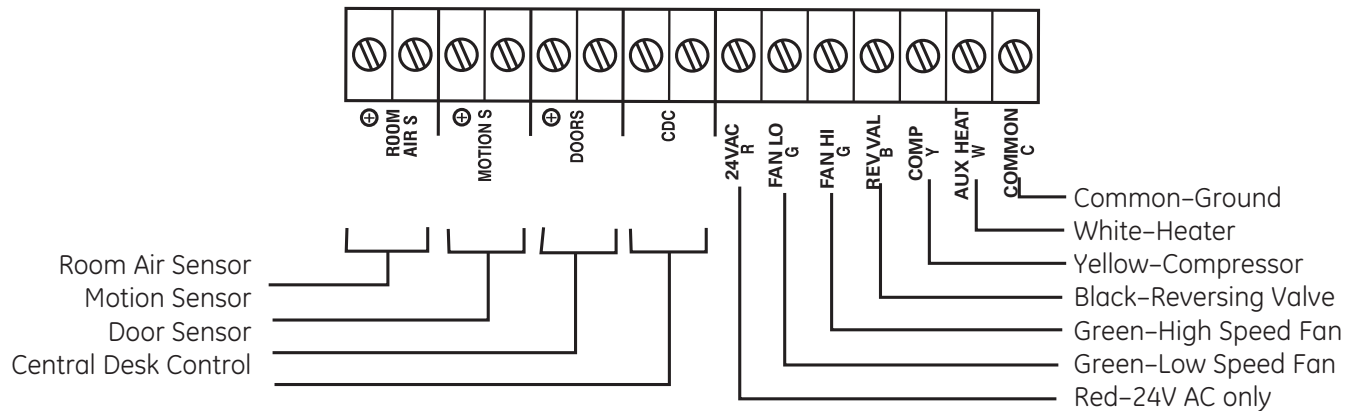 ⊕ ROOM
AIR S
⊕ MOTION S
⊕ DOORS
CDC
24VAC
R
FAN LO
G
FAN HI
G
REV VAL
B
COMP
Y
AUX HEAT
W
COMMON
C
Room Air Sensor
Motion Sensor
Door Sensor
Central Desk Control
Common–Ground
White–Heater
Yellow–Compressor
Black–Reversing Valve
Green–High Speed Fan
Green–Low Speed Fan
Red–24V AC only